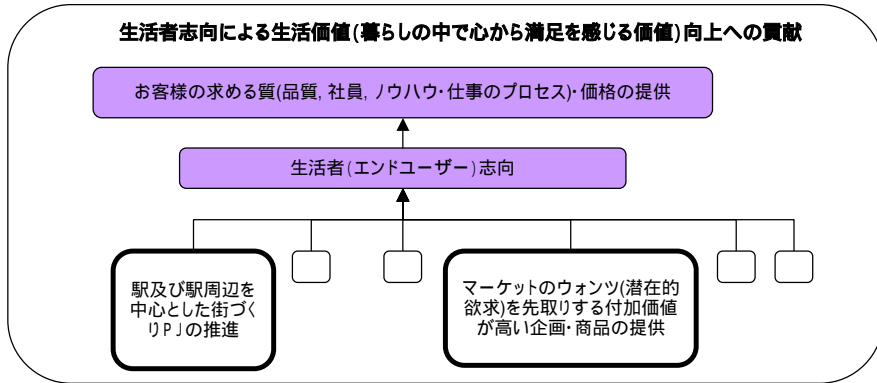 生活者志向による生活価値(暮らしの中で心から満足を感じる価値)向上への貢献
お客様の求める質(品質, 社員, ノウハウ・仕事のプロセス)・価格の提供
生活者(エンドユーザー)志向
駅及び駅周辺を
中心とした街づく
りPJの推進
マーケットのウォンツ(潜在的
欲求)を先取りする付加価値
が高い企画・商品の提供